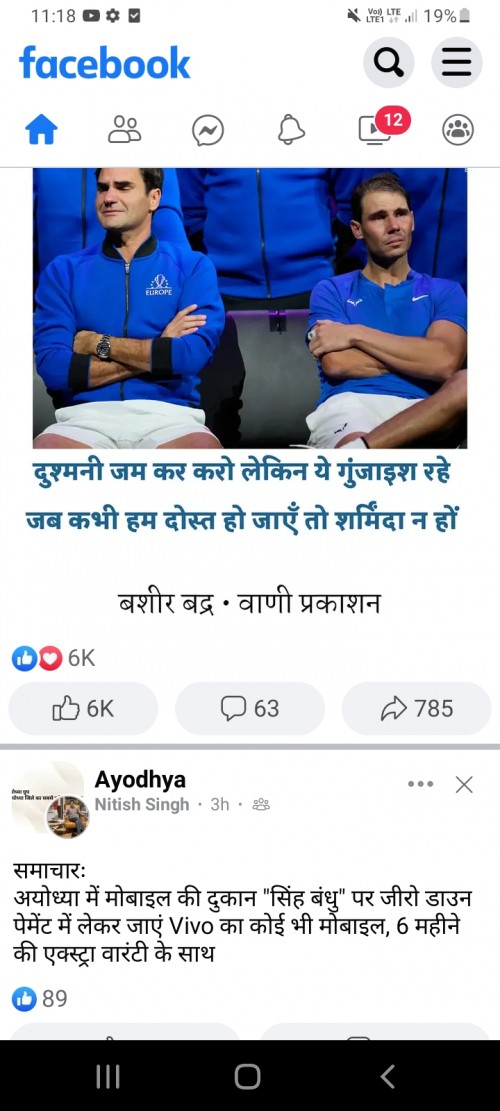 11:18
Vo)) LTE
LTE1
19%
facebook
12
EUROPE
दुश्मनी जम कर करो लेकिन ये गुंजाइश रहे
जब कभी हम दोस्त हो जाएँ तो शर्मिंदा न हों
बशीर बद्र • वाणी प्रकाशन
6K
6K
63
785
Ayodhya
Nitish Singh · 3h ·
समाचारः
अयोध्या में मोबाइल की दुकान "सिंह बंधु" पर जीरो डाउन
पेमेंट में लेकर जाएं Vivo का कोई भी मोबाइल, 6 महीने
की एक्स्ट्रा वारंटी के साथ
89